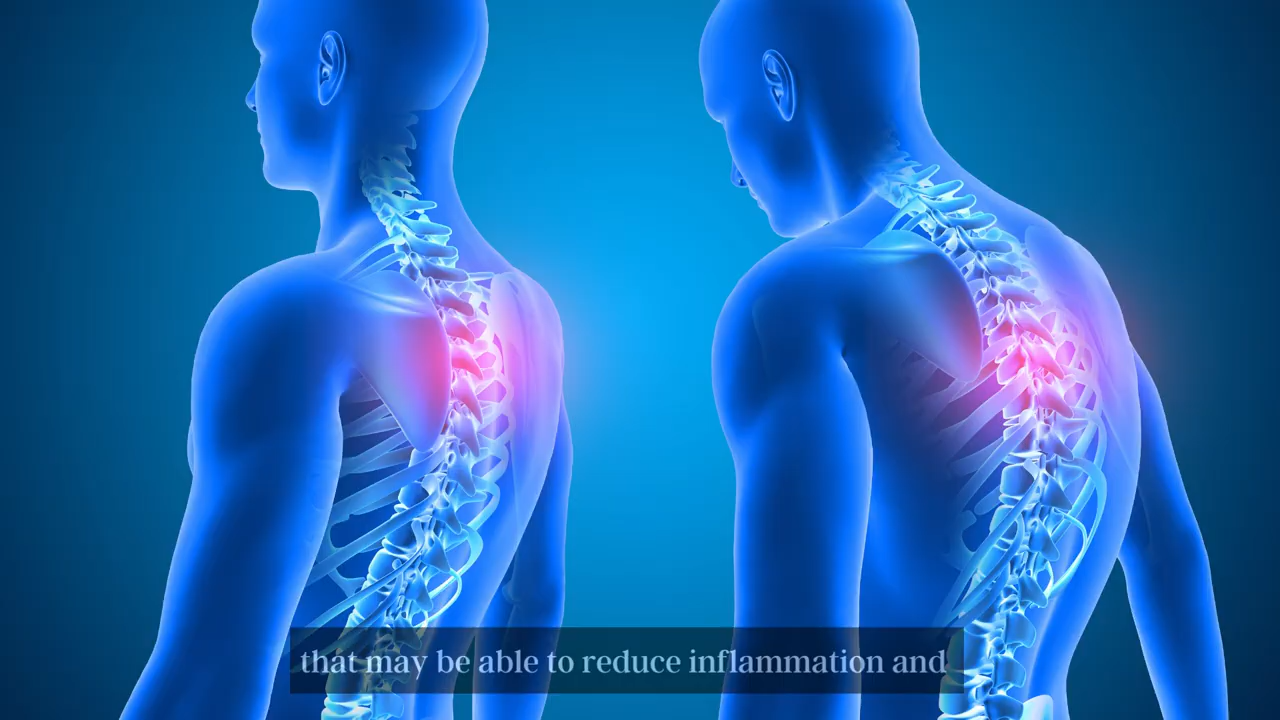 that may be able to reduce inflammation and